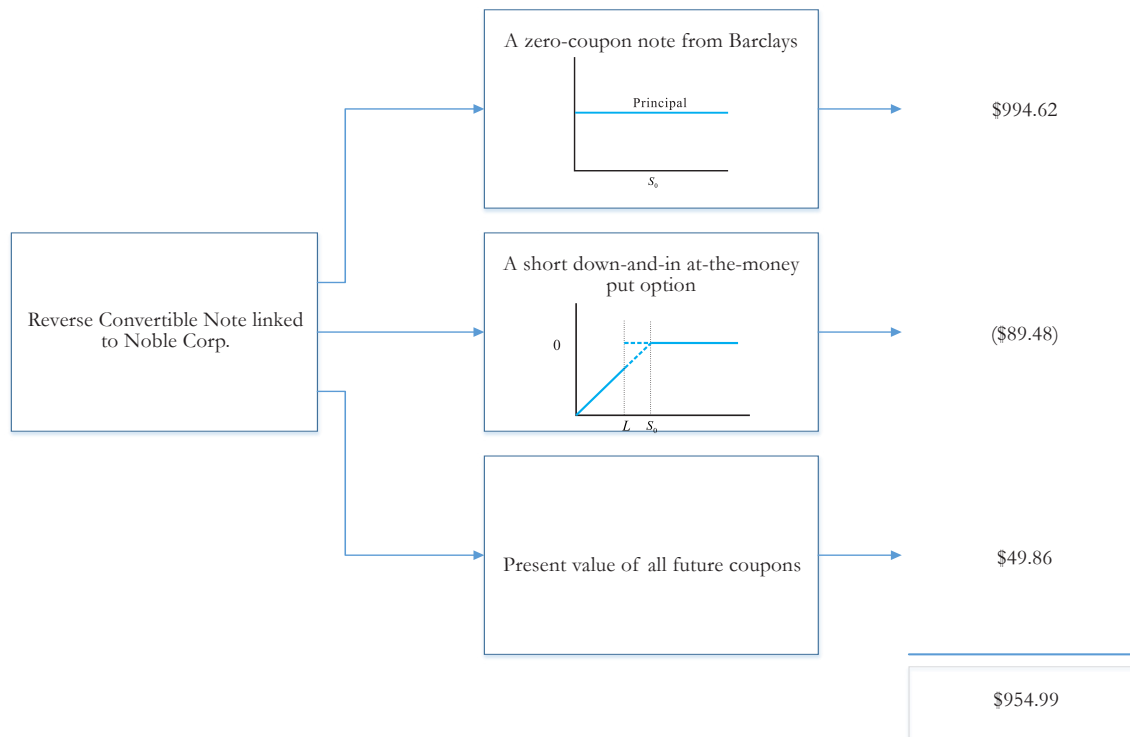 A zero-coupon note from Barclays
Principal
S₀
$994.62
Reverse Convertible Note linked
to Noble Corp.
A short down-and-in at-the-money
put option
0
L S₀
($89.48)
Present value of all future coupons
$49.86
$954.99